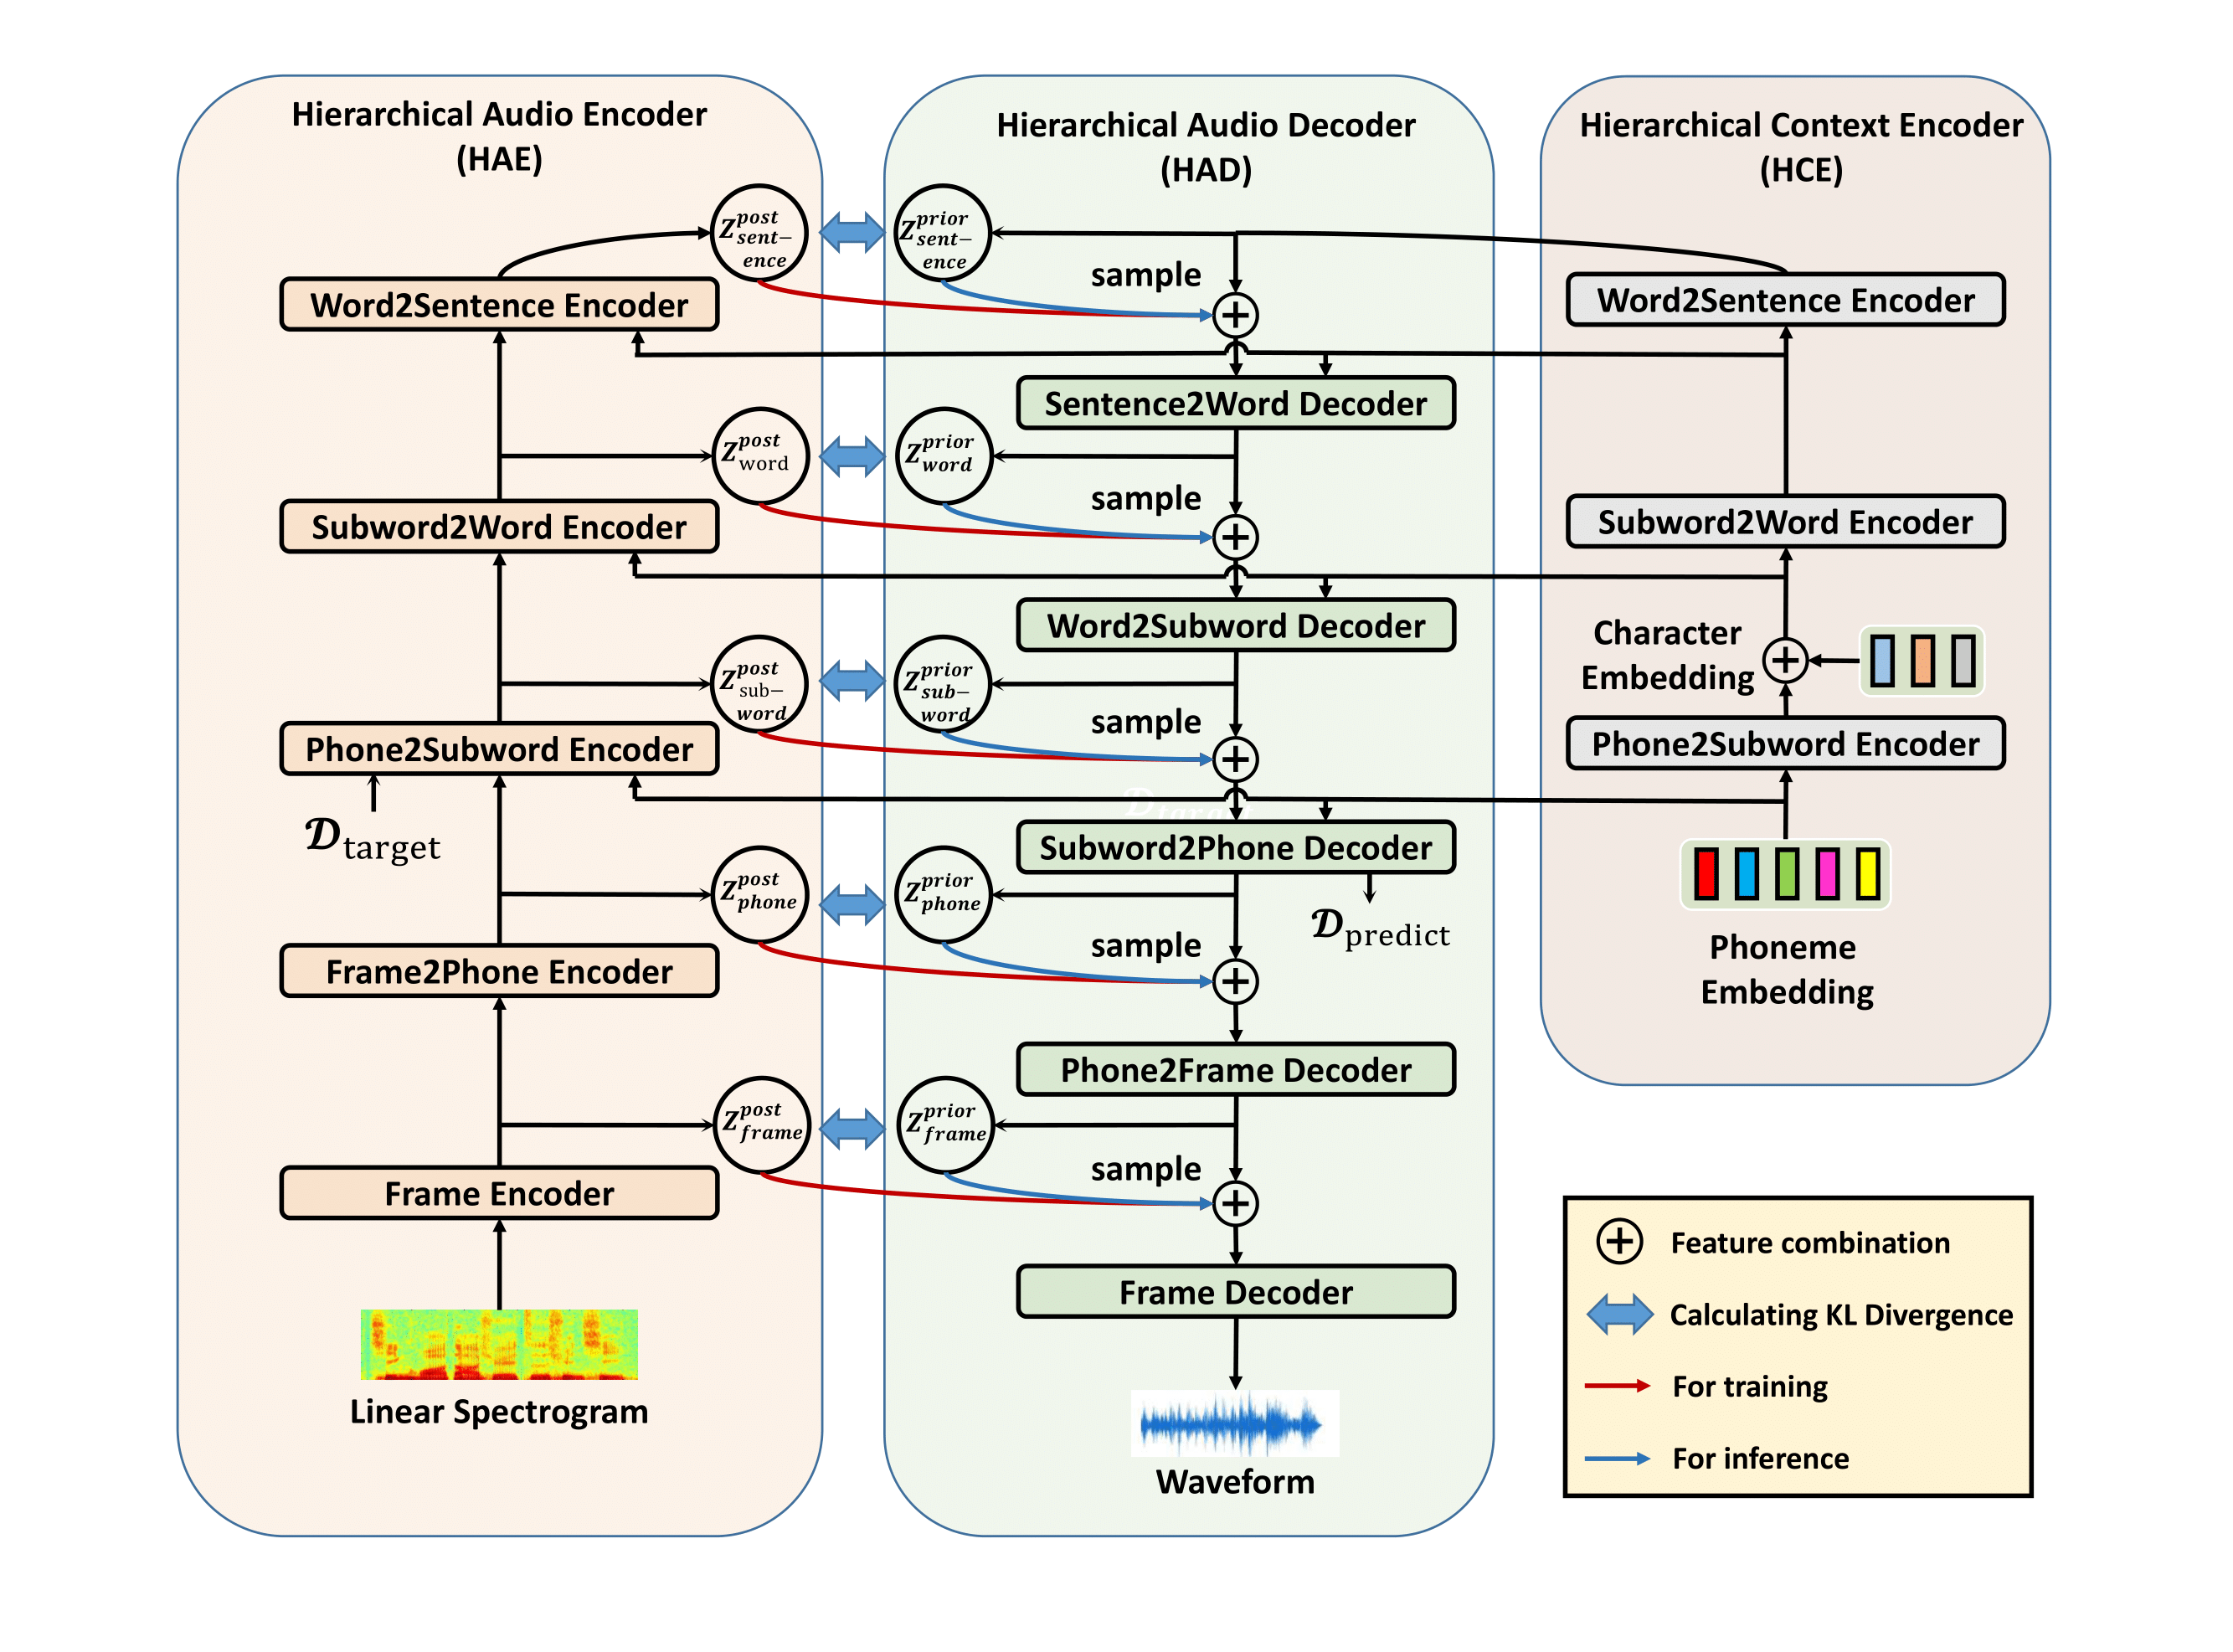 Hierarchical Audio Encoder
(HAE)
Z post sent-
ence
Word2Sentence Encoder
Z post word
Subword2Word Encoder
Z post sub-
word
Phone2Subword Encoder
𝒟target
Z post phone
Frame2Phone Encoder
Z post frame
Frame Encoder
Linear Spectrogram
Hierarchical Audio Decoder
(HAD)
Z prior sent-
ence
sample
+
Sentence2Word Decoder
Z prior word
sample
+
Word2Subword Decoder
Z prior sub-
word
sample
+
𝒟target
Subword2Phone Decoder
Z prior phone
𝒟predict
sample
+
Phone2Frame Decoder
Z prior frame
sample
+
Frame Decoder
Waveform
Hierarchical Context Encoder
(HCE)
Word2Sentence Encoder
Subword2Word Encoder
Character
Embedding
+
Phone2Subword Encoder
Phoneme
Embedding
+ Feature combination
Calculating KL Divergence
For training
For inference